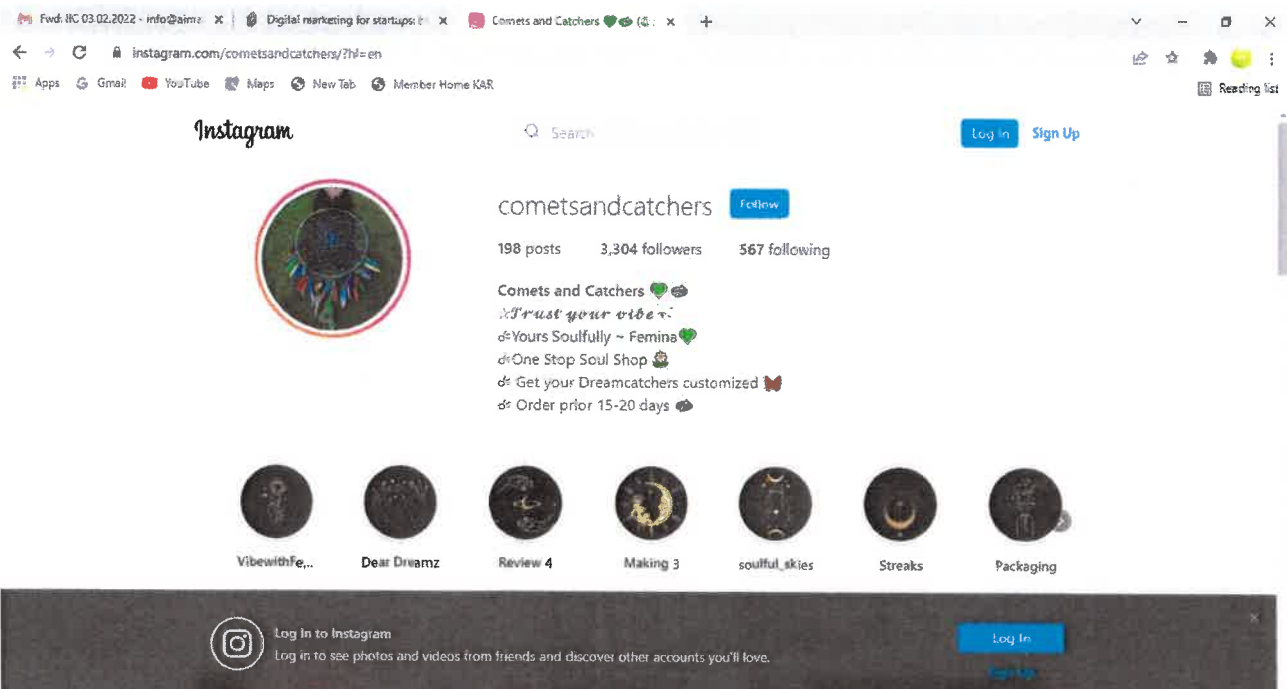 Fwd: IIC 03.02.2022 - info@aima
Digital marketing for startups:
Comets and Catchers
instagram.com/cometsandcatchers/?hl=en
Apps Gmail YouTube Maps New Tab Member Home KAR
Reading list
Instagram
Search
Log In Sign Up
cometsandcatchers Follow
198 posts 3,304 followers 567 following
Comets and Catchers 💚
Trust your vibe
Yours Soulfully ~ Femina💚
One Stop Soul Shop
Get your Dreamcatchers customized 🦋
Order prior 15-20 days
VibewithFe... Dear Dreamz Review 4 Making 3 soulful_skies Streaks Packaging
Log In to Instagram
Log in to see photos and videos from friends and discover other accounts you'll love.
Log In
Sign Up